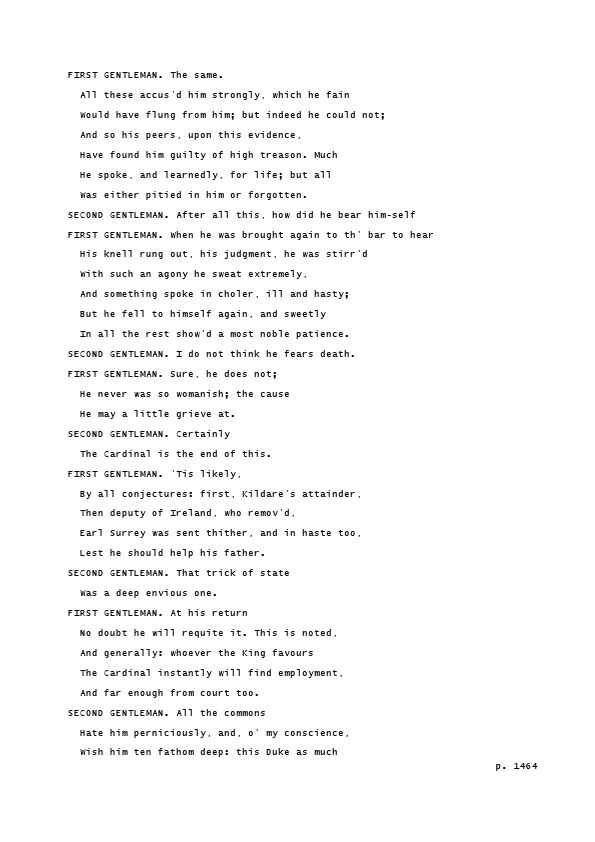 FIRST GENTLEMAN. The same.
All these accus'd him strongly, which he fain
Would have flung from him; but indeed he could not;
And so his peers, upon this evidence,
Have found him guilty of high treason. Much
He spoke, and learnedly, for life; but all
Was either pitied in him or forgotten.
SECOND GENTLEMAN. After all this, how did he bear him-self
FIRST GENTLEMAN. When he was brought again to th' bar to hear
His knell rung out, his judgment, he was stirr'd
With such an agony he sweat extremely,
And something spoke in choler, ill and hasty;
But he fell to himself again, and sweetly
In all the rest show'd a most noble patience.
SECOND GENTLEMAN. I do not think he fears death.
FIRST GENTLEMAN. Sure, he does not;
He never was so womanish; the cause
He may a little grieve at.
SECOND GENTLEMAN. Certainly
The Cardinal is the end of this.
FIRST GENTLEMAN. 'Tis likely,
By all conjectures: first, Kildare's attainder,
Then deputy of Ireland, who remov'd,
Earl Surrey was sent thither, and in haste too,
Lest he should help his father.
SECOND GENTLEMAN. That trick of state
Was a deep envious one.
FIRST GENTLEMAN. At his return
No doubt he will requite it. This is noted,
And generally: whoever the King favours
The Cardinal instantly will find employment,
And far enough from court too.
SECOND GENTLEMAN. All the commons
Hate him perniciously, and, o' my conscience,
Wish him ten fathom deep: this Duke as much
p. 1464